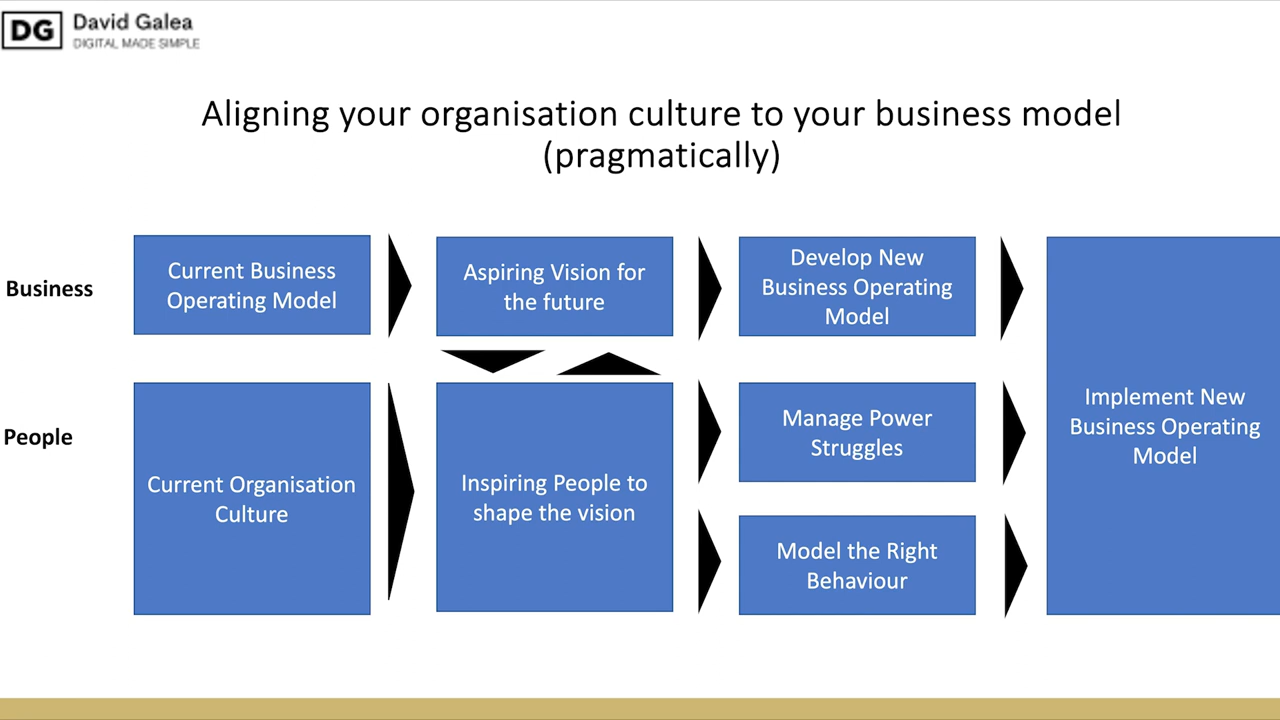 DG
David Galea
DIGITAL MADE SIMPLE
Aligning your organisation culture to your business model
(pragmatically)
Business
Current Business
Operating Model
Aspiring Vision for
the future
Develop New
Business Operating
Model
People
Current Organisation
Culture
Inspiring People to
shape the vision
Manage Power
Struggles
Model the Right
Behaviour
Implement New
Business Operating
Model